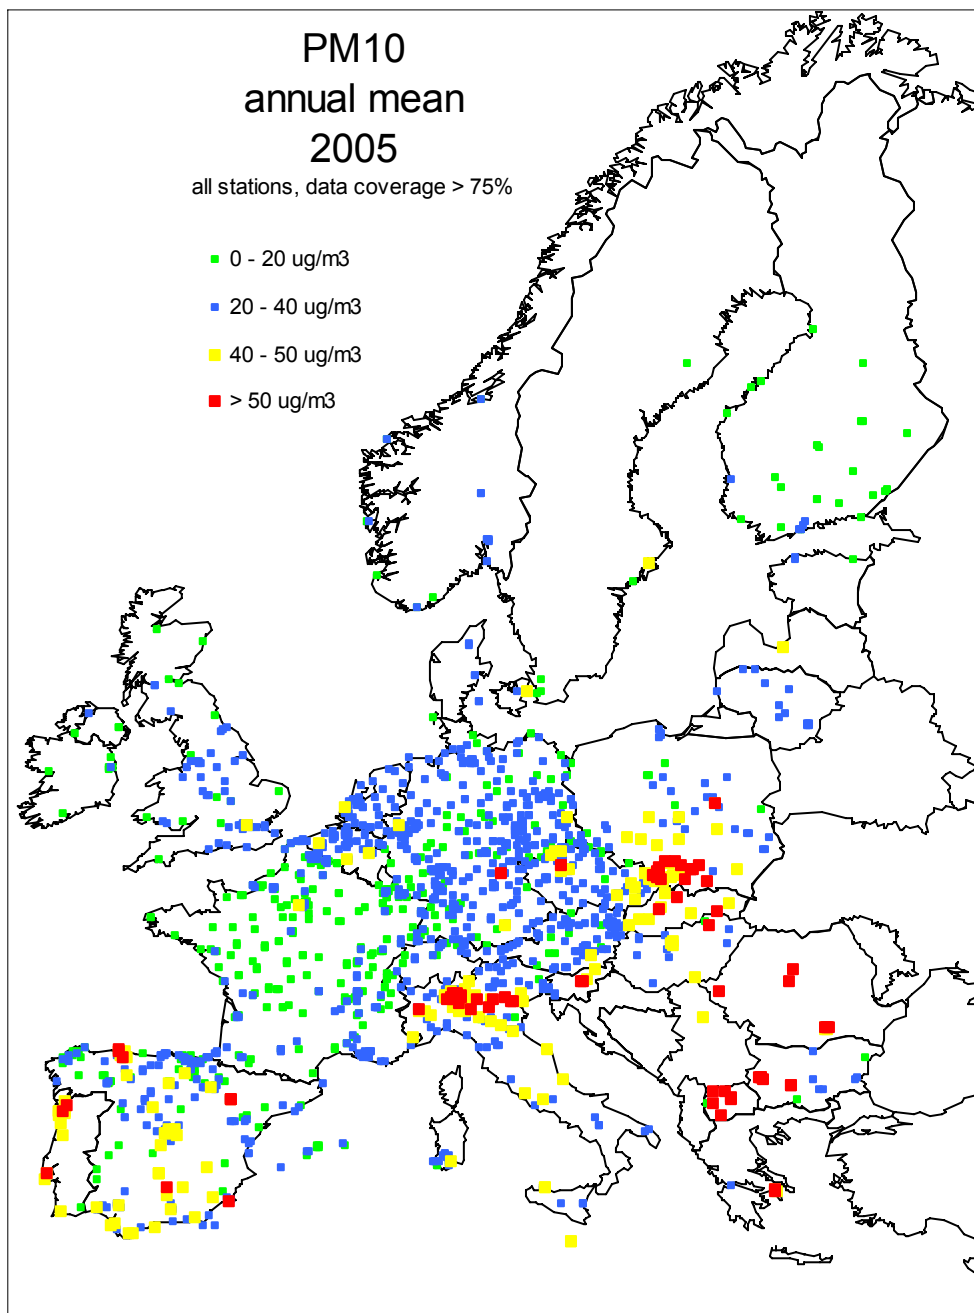 PM10
annual mean
2005
all stations, data coverage > 75%
0 - 20 ug/m3
20 - 40 ug/m3
40 - 50 ug/m3
> 50 ug/m3